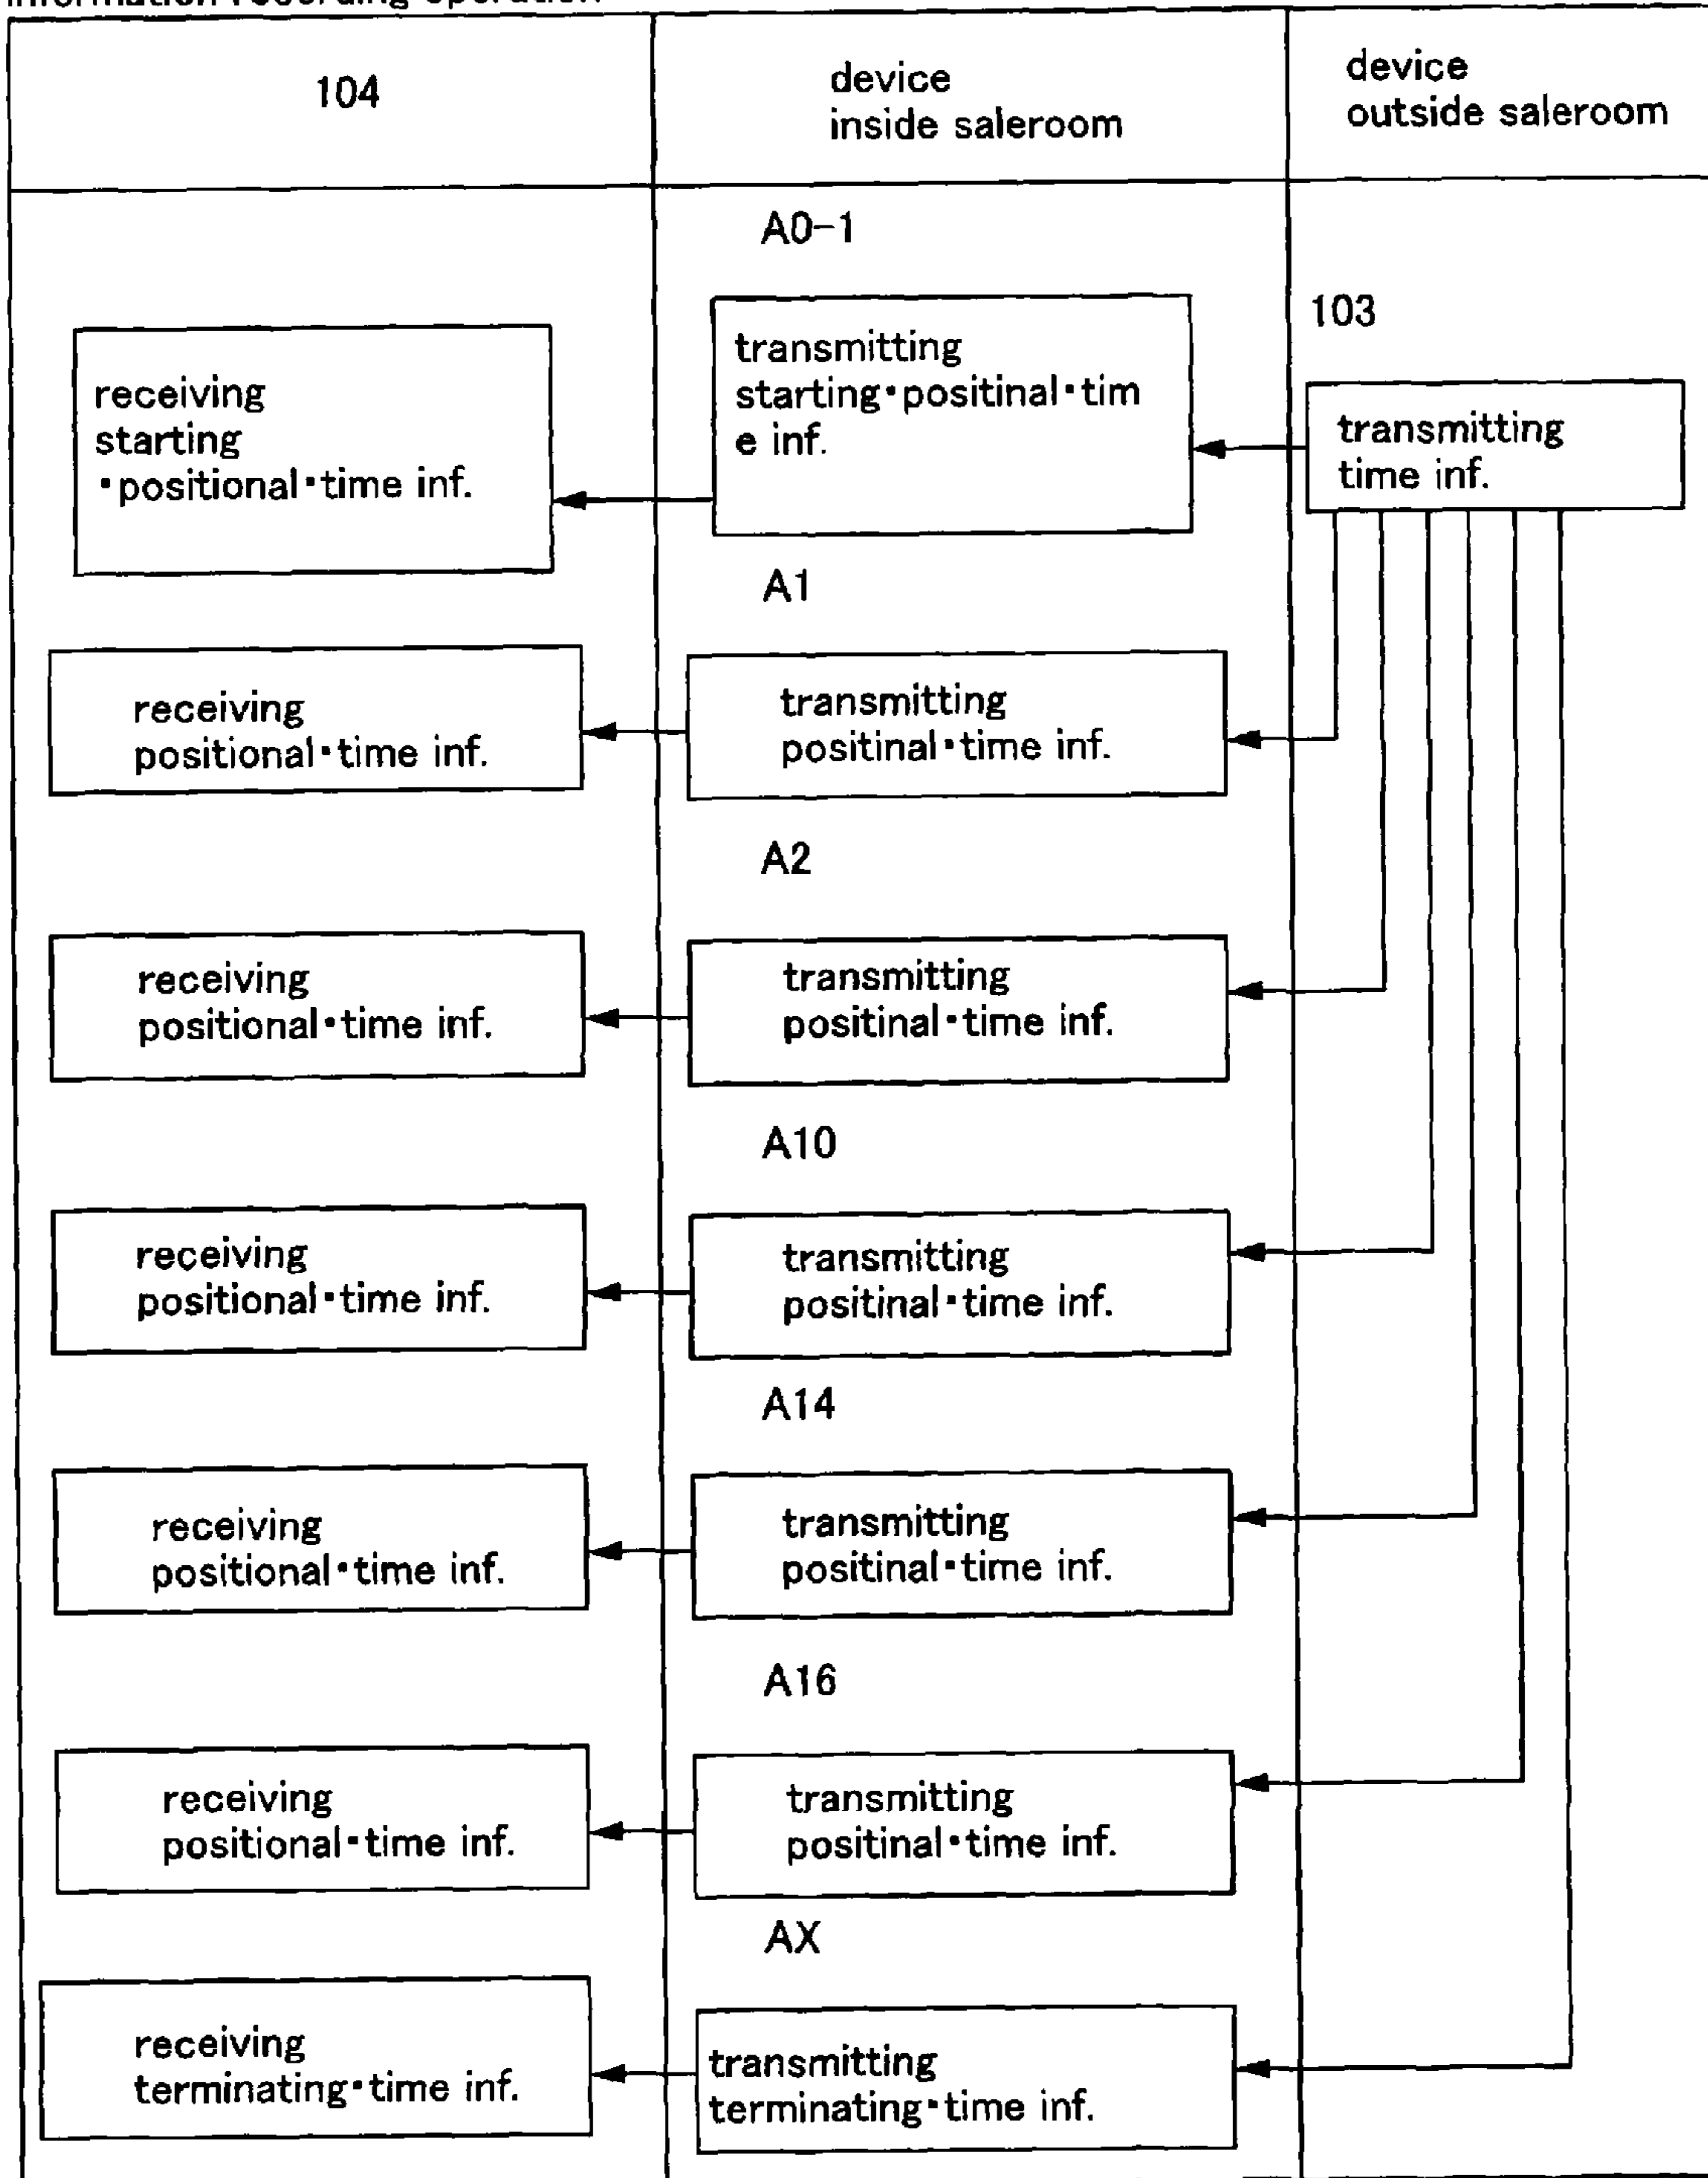 information recording operation
104
device
inside saleroom
device
outside saleroom
A0-1
103
receiving
starting
·positional·time inf.
transmitting
starting·positinal·tim
e inf.
transmitting
time inf.
A1
receiving
positional·time inf.
transmitting
positinal·time inf.
A2
receiving
positional·time inf.
transmitting
positinal·time inf.
A10
receiving
positional·time inf.
transmitting
positinal·time inf.
A14
receiving
positional·time inf.
transmitting
positinal·time inf.
A16
receiving
positional·time inf.
transmitting
positinal·time inf.
AX
receiving
terminating·time inf.
transmitting
terminating·time inf.